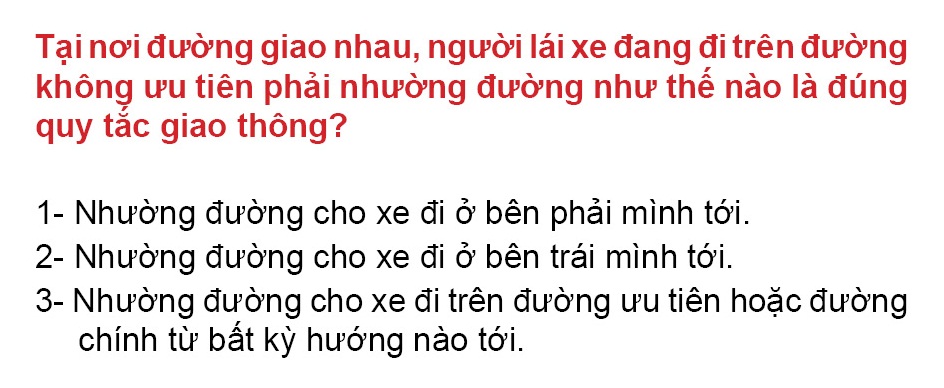 Tại nơi đường giao nhau, người lái xe đang đi trên đường
không ưu tiên phải nhường đường như thế nào là đúng
quy tắc giao thông?
1- Nhường đường cho xe đi ở bên phải mình tới.
2- Nhường đường cho xe đi ở bên trái mình tới.
3- Nhường đường cho xe đi trên đường ưu tiên hoặc đường
chính từ bất kỳ hướng nào tới.